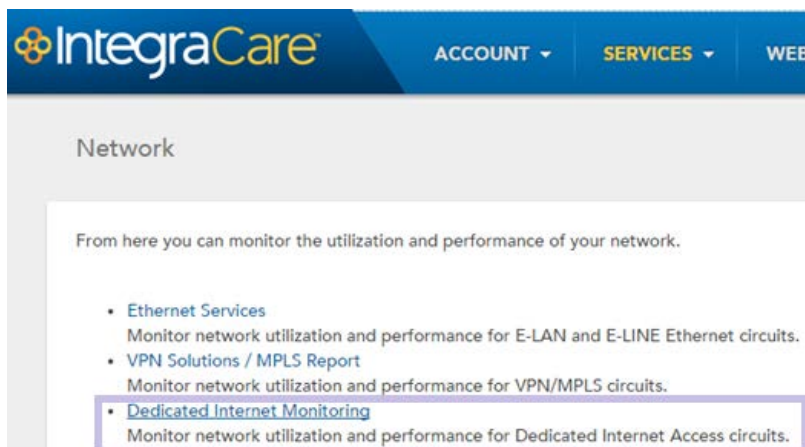 IntegraCare
ACCOUNT SERVICES WEB
Network
From here you can monitor the utilization and performance of your network.
• Ethernet Services
Monitor network utilization and performance for E-LAN and E-LINE Ethernet circuits.
• VPN Solutions / MPLS Report
Monitor network utilization and performance for VPN/MPLS circuits.
• Dedicated Internet Monitoring
Monitor network utilization and performance for Dedicated Internet Access circuits.